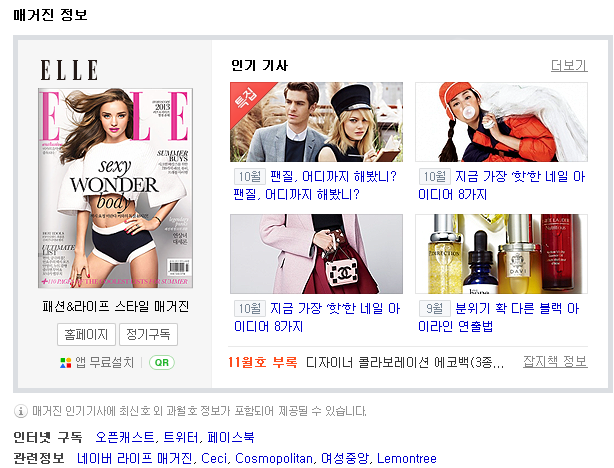 매거진 정보
ELLE
인기 기사
더보기
특집
ELLE
2013
sexy
WONDER
body
SUMMER
BUYS
ULTIMATE
LIST
10월 팬질, 어디까지 해봤니?
팬질, 어디까지 해봤니?
10월 지금 가장 '핫'한 네일 아
이디어 8가지
CHANEL
DIRECTION
DAVI
hope
패션&라이프 스타일 매거진
홈페이지
정기구독
앱 무료설치
QR
10월 지금 가장 '핫'한 네일 아
이디어 8가지
9월 분위기 확 다른 블랙 아
이라인 연출법
11월호 부록 디자이너 콜라보레이션 에코백(3종...
잡지책 정보
매거진 인기기사에 최신호 외 과월호 정보가 포함되어 제공될 수 있습니다.
인터넷 구독 오픈캐스트, 트위터, 페이스북
관련정보 네이버 라이프 매거진, Ceci, Cosmopolitan, 여성중앙, Lemontree